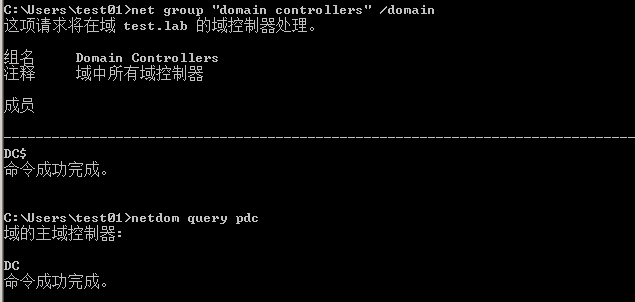 C:\Users\test01>net group "domain controllers" /domain
这项请求将在域 test.lab 的域控制器处理。
组名     Domain Controllers
注释     域中所有域控制器
成员
-------------------------------------------------------------------------------
DC$
命令成功完成。
C:\Users\test01>netdom query pdc
域的主域控制器:
DC
命令成功完成。